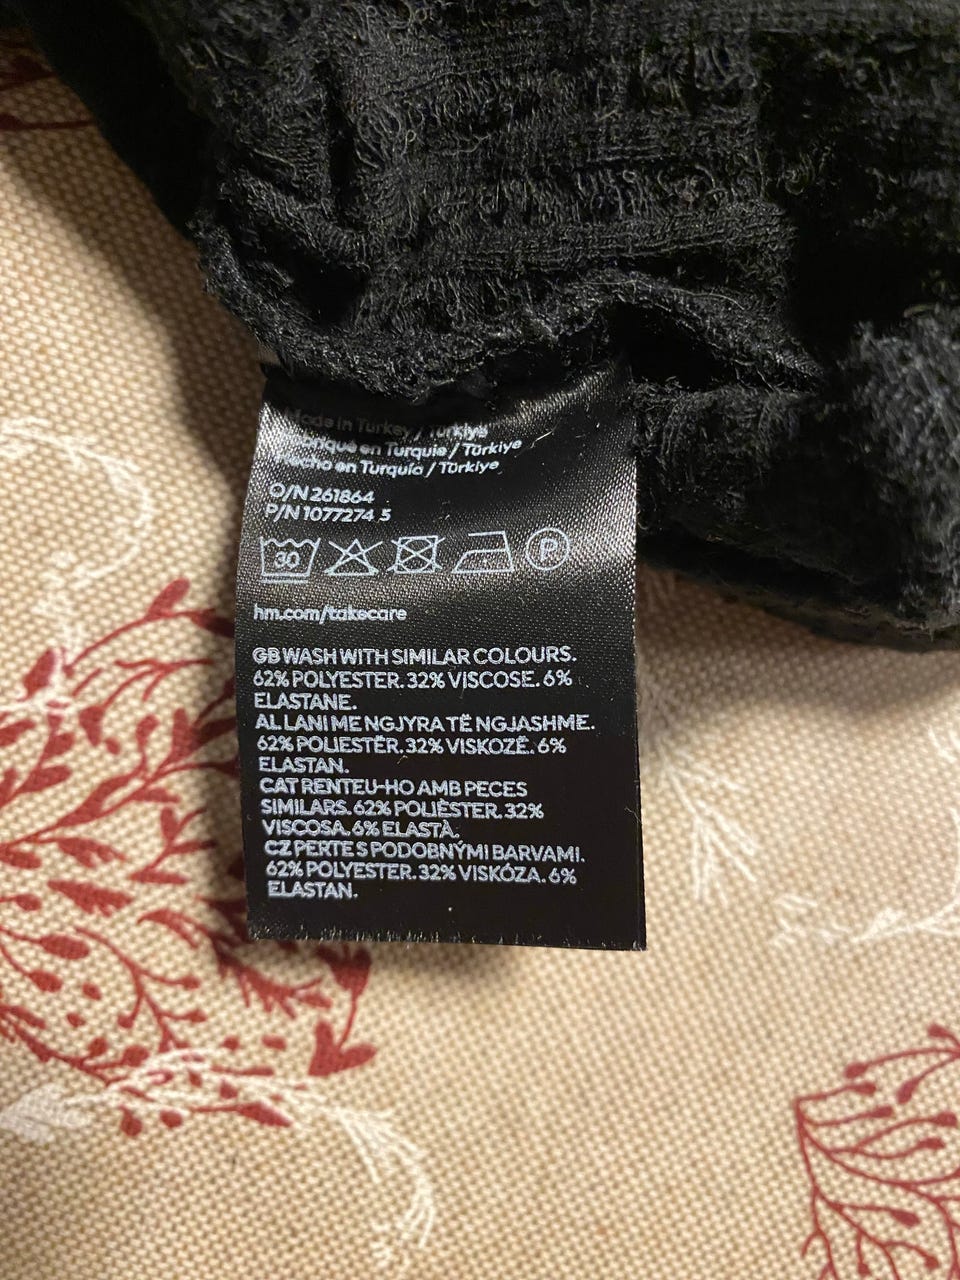 Made in Turkey / Türkiye
Fabriqué en Turquie / Türkiye
Hecho en Turquía / Türkiye
O/N 261864
P/N 1077274 5
30 P
hm.com/takecare
GB WASH WITH SIMILAR COLOURS.
62% POLYESTER. 32% VISCOSE. 6%
ELASTANE.
AL LANI ME NGJYRA TË NGJASHME.
62% POLIESTËR. 32% VISKOZË. 6%
ELASTAN.
CAT RENTEU-HO AMB PECES
SIMILARS. 62% POLIÈSTER. 32%
VISCOSA. 6% ELASTÀ.
CZ PERTE S PODOBNÝMI BARVAMI.
62% POLYESTER. 32% VISKÓZA. 6%
ELASTAN.